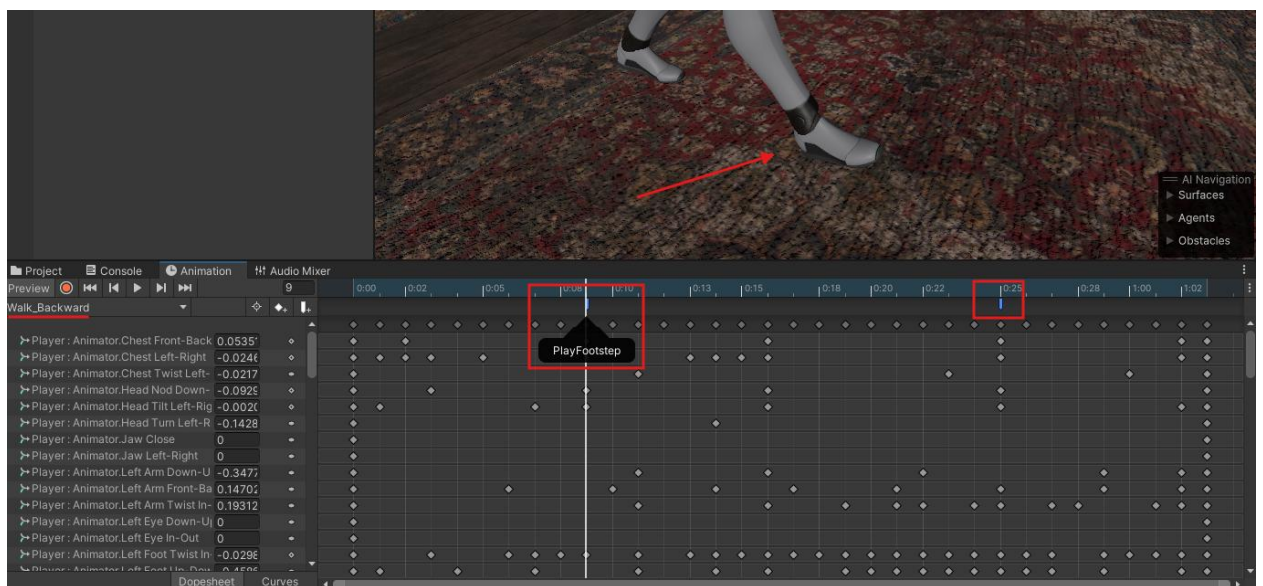 AI Navigation
Surfaces
Agents
Obstacles
Project Console Animation Audio Mixer
Preview 9 0:00 0:02 0:05 0:08 0:10 0:13 0:15 0:18 0:20 0:22 0:25 0:28 1:00 1:02
Walk_Backward
PlayFootstep
Player : Animator.Chest Front-Back 0.0535
Player : Animator.Chest Left-Right -0.0246
Player : Animator.Chest Twist Left- -0.0217
Player : Animator.Head Nod Down- -0.0929
Player : Animator.Head Tilt Left-Rig -0.0020
Player : Animator.Head Turn Left-R -0.1428
Player : Animator.Jaw Close 0
Player : Animator.Jaw Left-Right 0
Player : Animator.Left Arm Down-U -0.3477
Player : Animator.Left Arm Front-Ba 0.14702
Player : Animator.Left Arm Twist In- 0.19312
Player : Animator.Left Eye Down-U 0
Player : Animator.Left Eye In-Out 0
Player : Animator.Left Foot Twist In- -0.0298
Dopesheet Curves